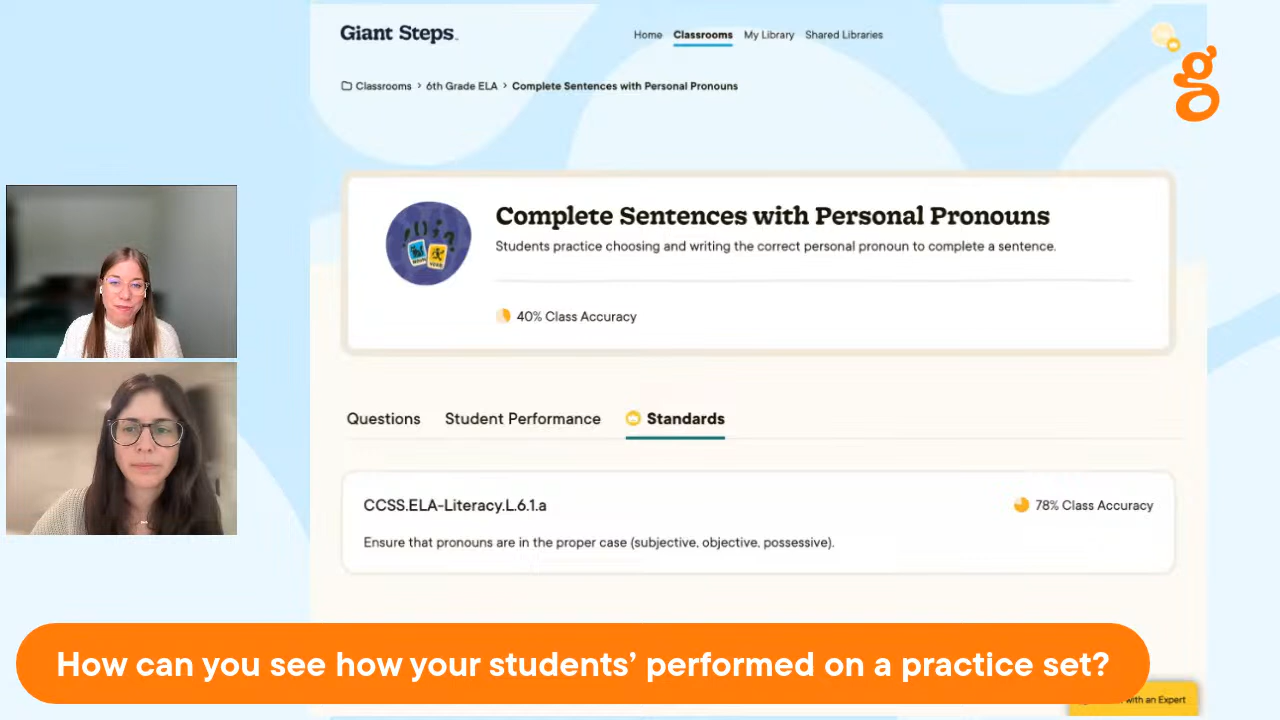 Giant Steps
Home Classrooms My Library Shared Libraries
g
Classrooms > 6th Grade ELA > Complete Sentences with Personal Pronouns
Complete Sentences with Personal Pronouns
Students practice choosing and writing the correct personal pronoun to complete a sentence.
40% Class Accuracy
Questions Student Performance Standards
CCSS.ELA-Literacy.L.6.1.a
78% Class Accuracy
Ensure that pronouns are in the proper case (subjective, objective, possessive).
How can you see how your students’ performed on a practice set?
with an Expert